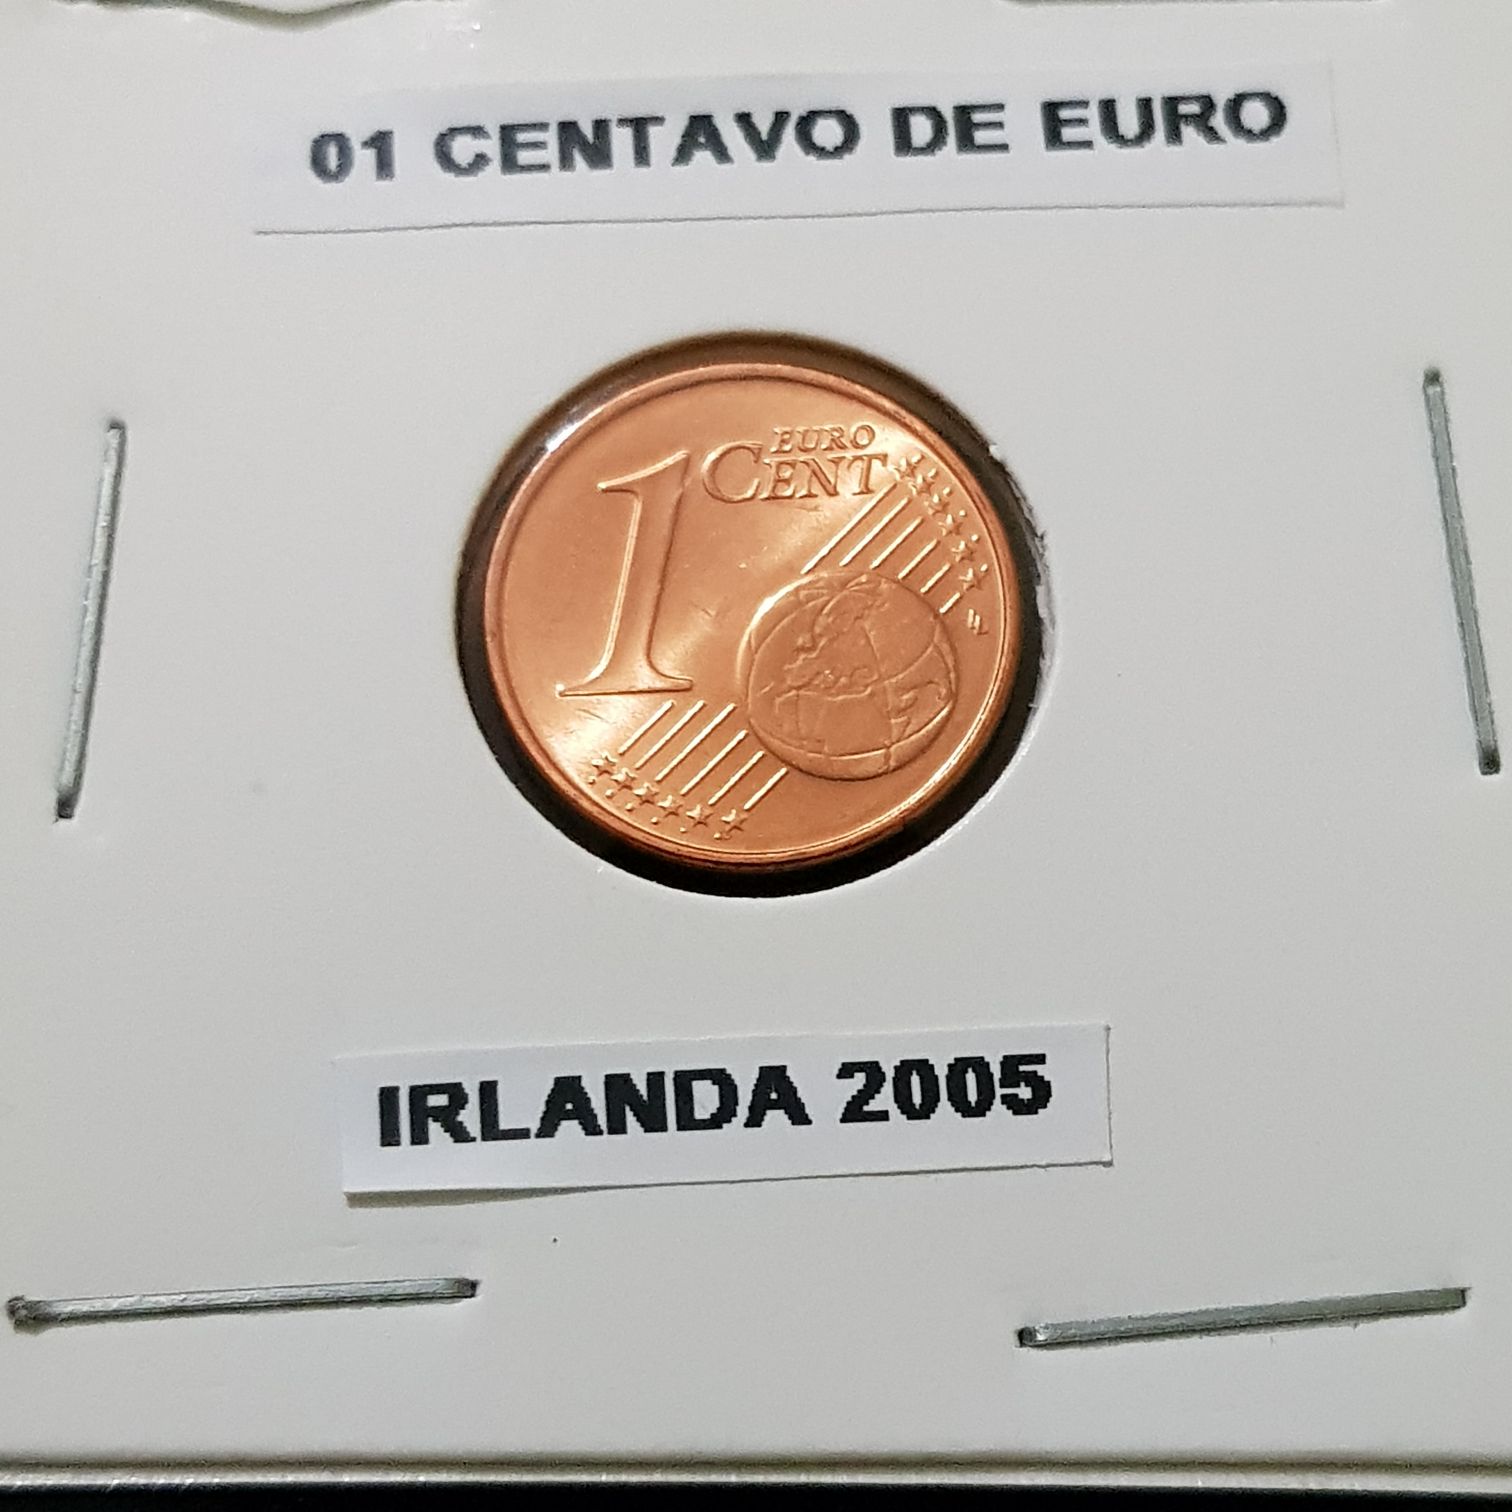 01 CENTAVO DE EURO
1 EURO
CENT
IRLANDA 2005